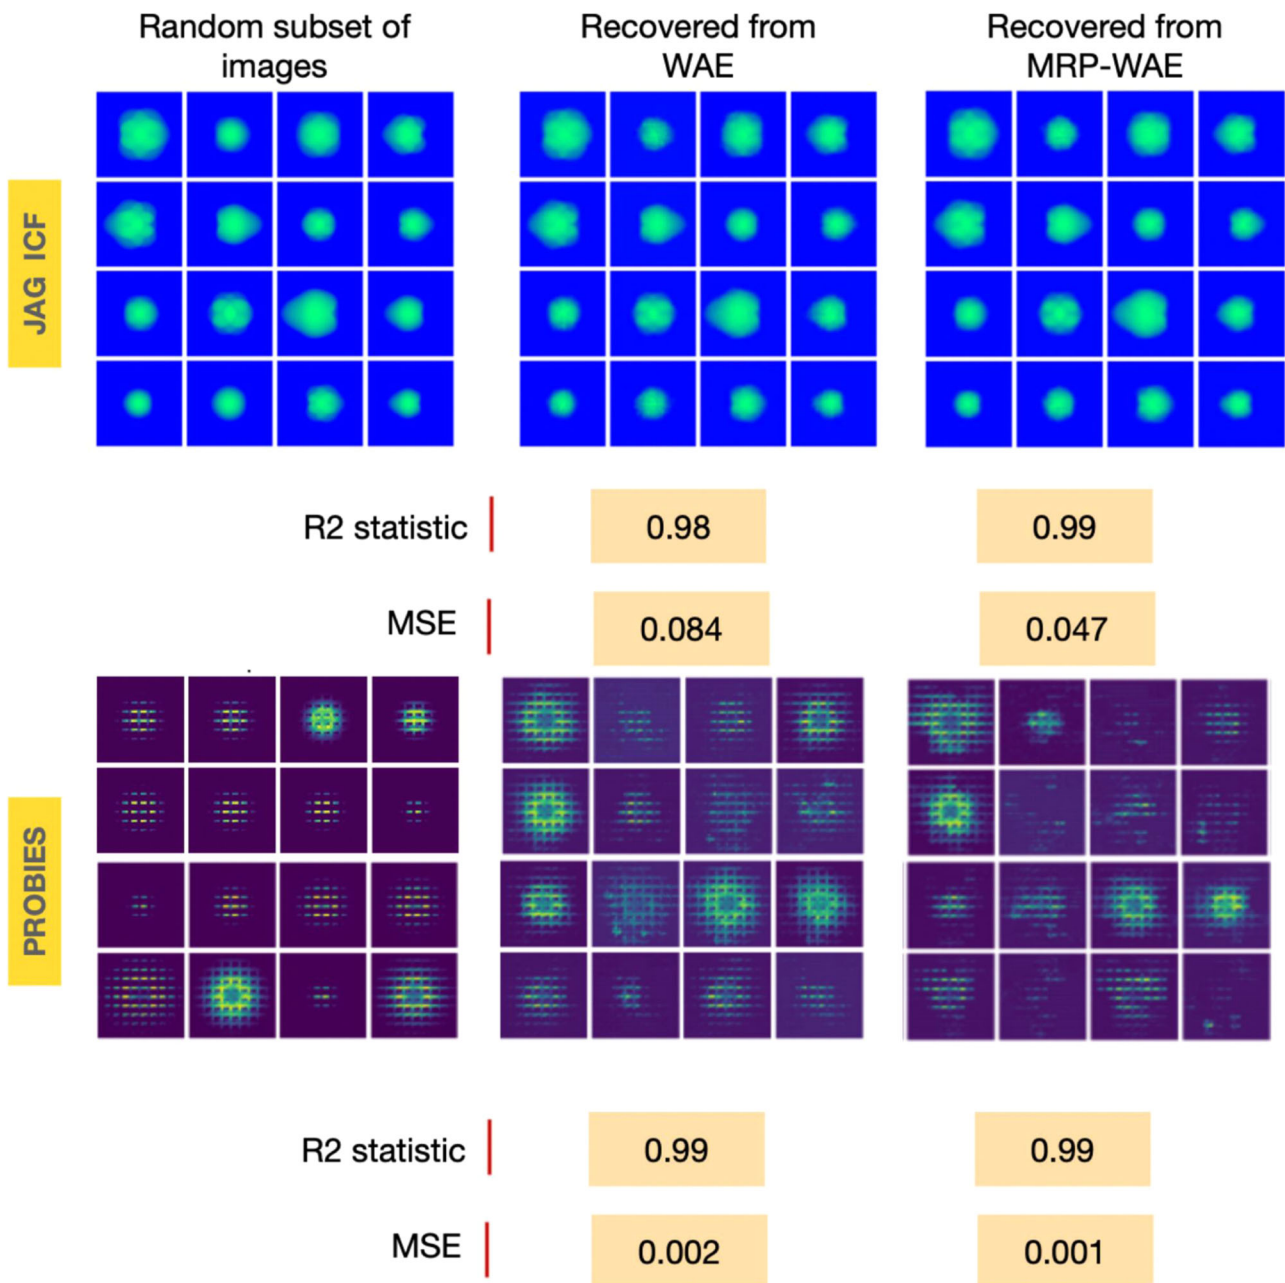 Random subset of
images
Recovered from
WAE
Recovered from
MRP-WAE
JAG ICF
R2 statistic
0.98
0.99
MSE
0.084
0.047
PROBIES
R2 statistic
0.99
0.99
MSE
0.002
0.001